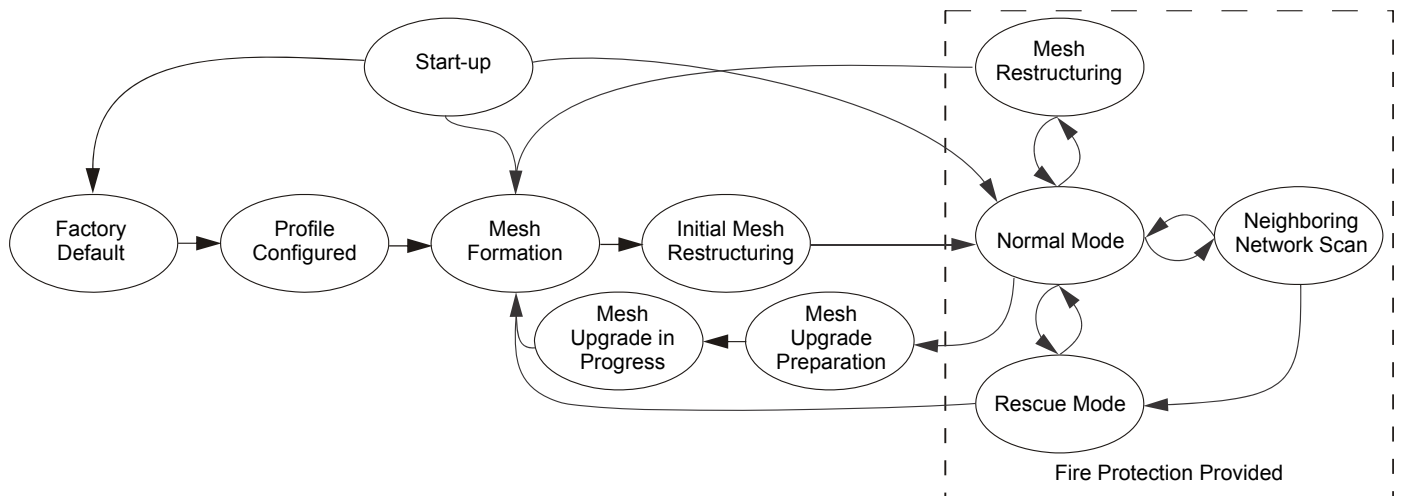 Start-up
Mesh
Restructuring
Factory
Default
Profile
Configured
Mesh
Formation
Initial Mesh
Restructuring
Normal Mode
Neighboring
Network Scan
Mesh
Upgrade in
Progress
Mesh
Upgrade
Preparation
Rescue Mode
Fire Protection Provided